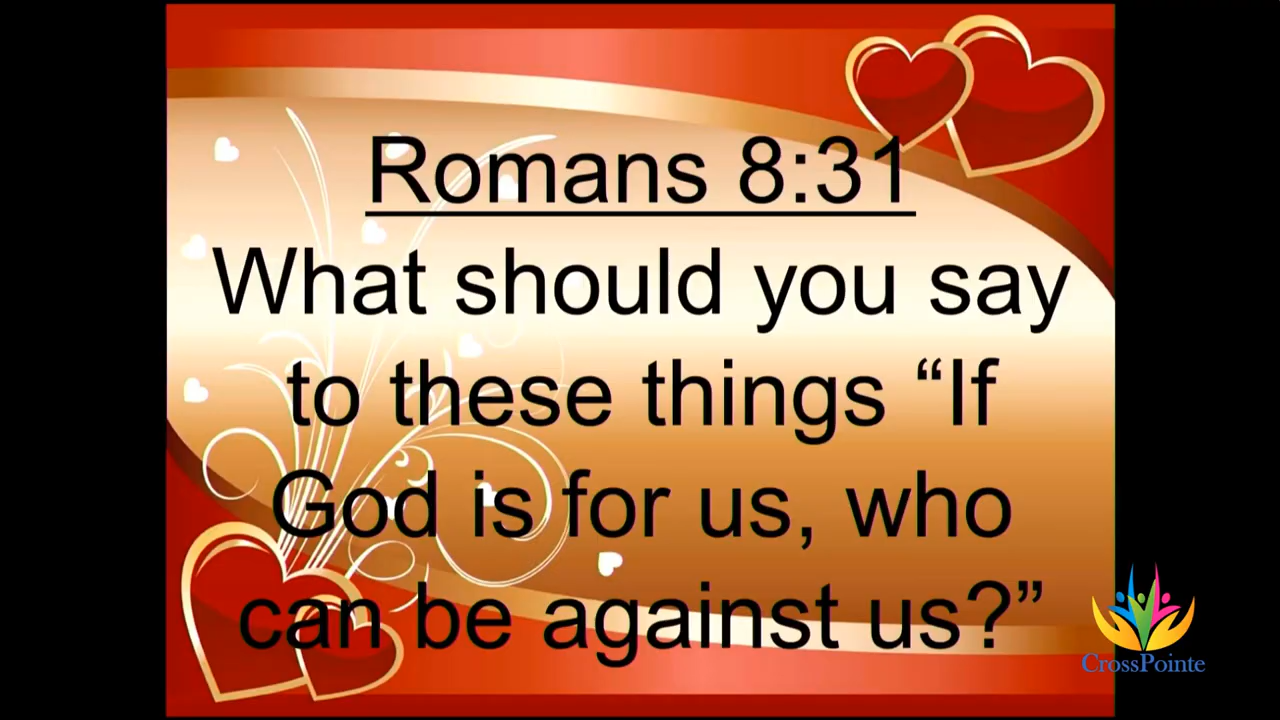 Romans 8:31
What should you say
to these things “If
God is for us, who
can be against us?”
CrossPointe